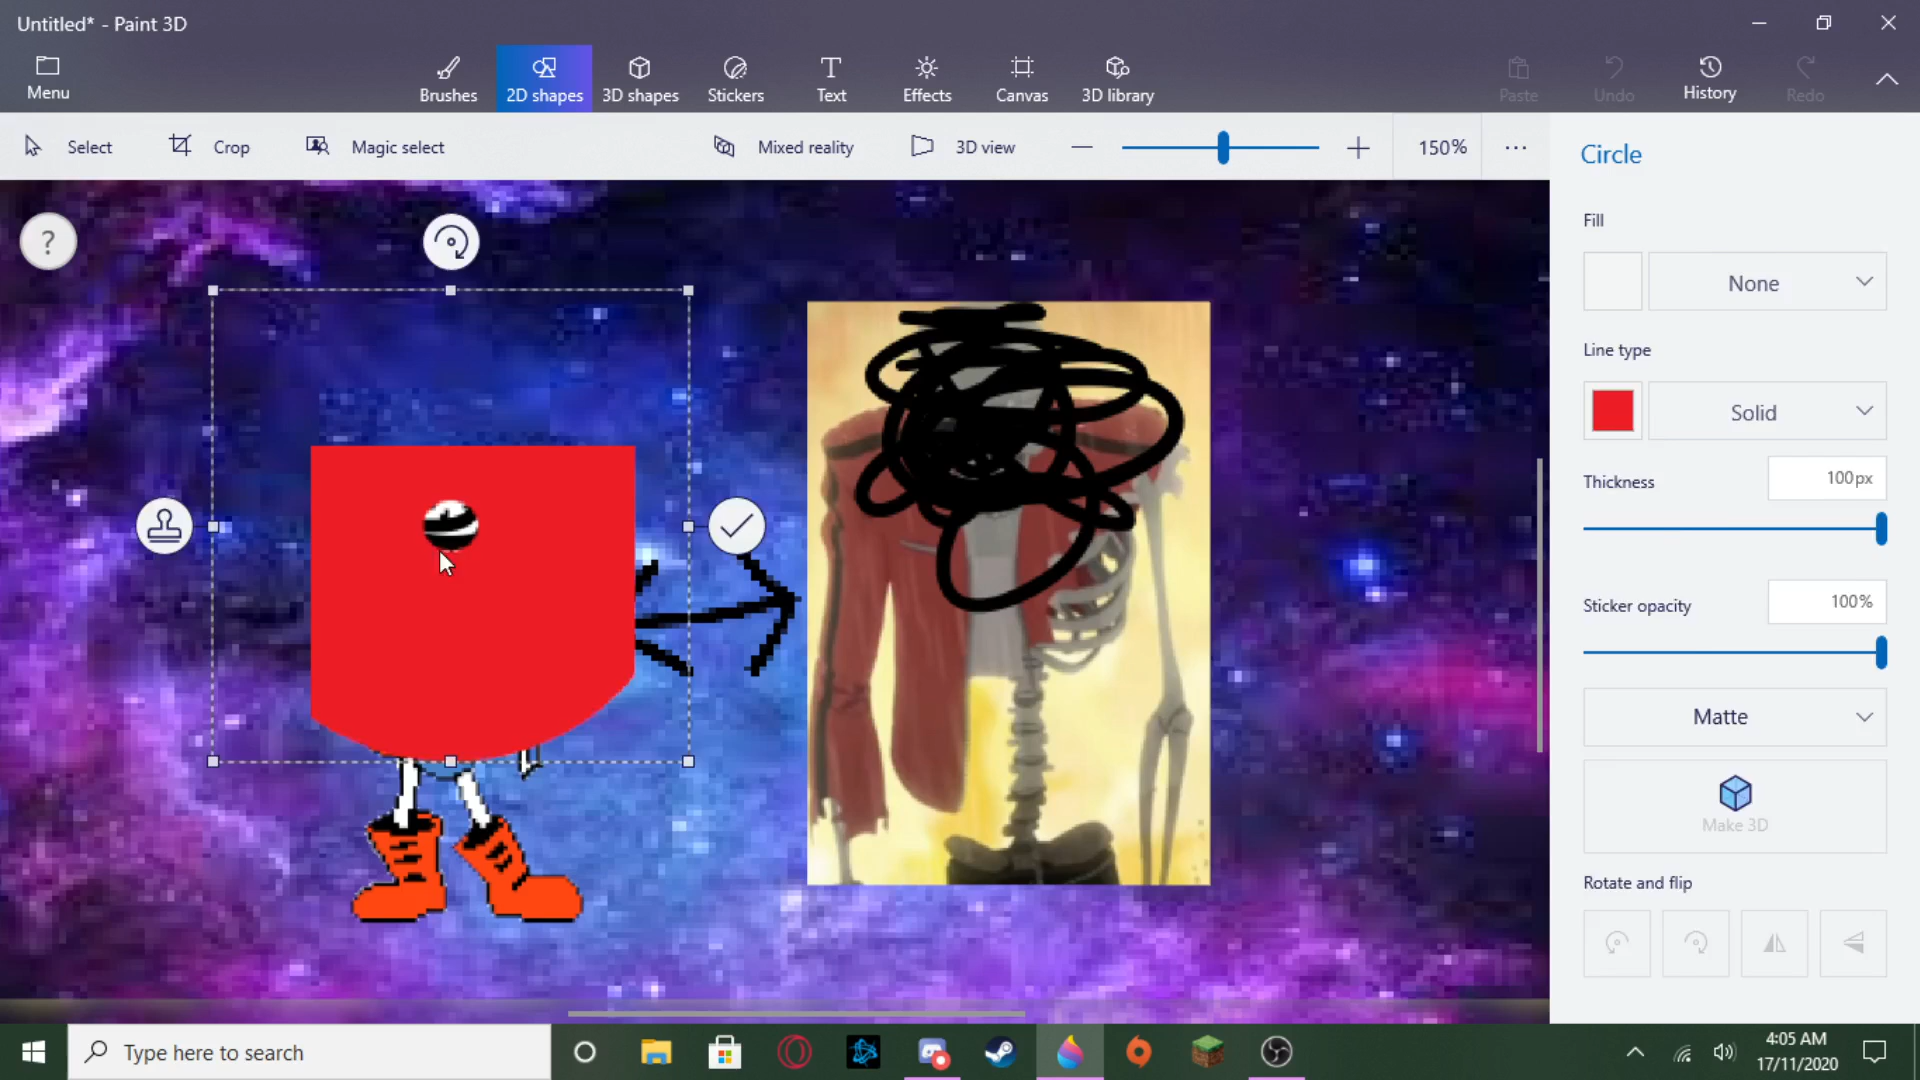 Untitled* - Paint 3D
Menu
Brushes
2D shapes
3D shapes
Stickers
Text
Effects
Canvas
3D library
Paste
Undo
History
Redo
Select
Crop
Magic select
Mixed reality
3D view
150%
Circle
Fill
None
Line type
Solid
Thickness
100px
Sticker opacity
100%
Matte
Make 3D
Rotate and flip
?
Type here to search
4:05 AM
17/11/2020